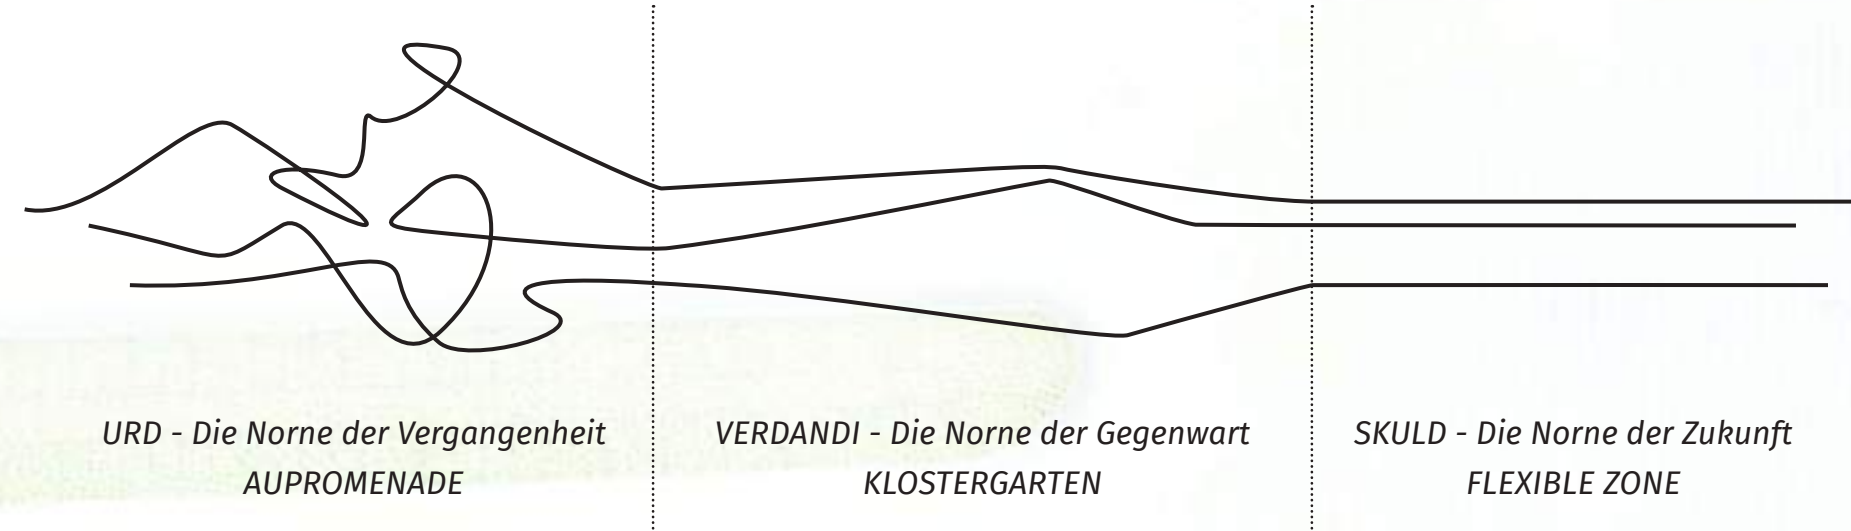 URD - Die Norne der Vergangenheit
AUPROMENADE
VERDANDI - Die Norne der Gegenwart
KLOSTERGARTEN
SKULD - Die Norne der Zukunft
FLEXIBLE ZONE